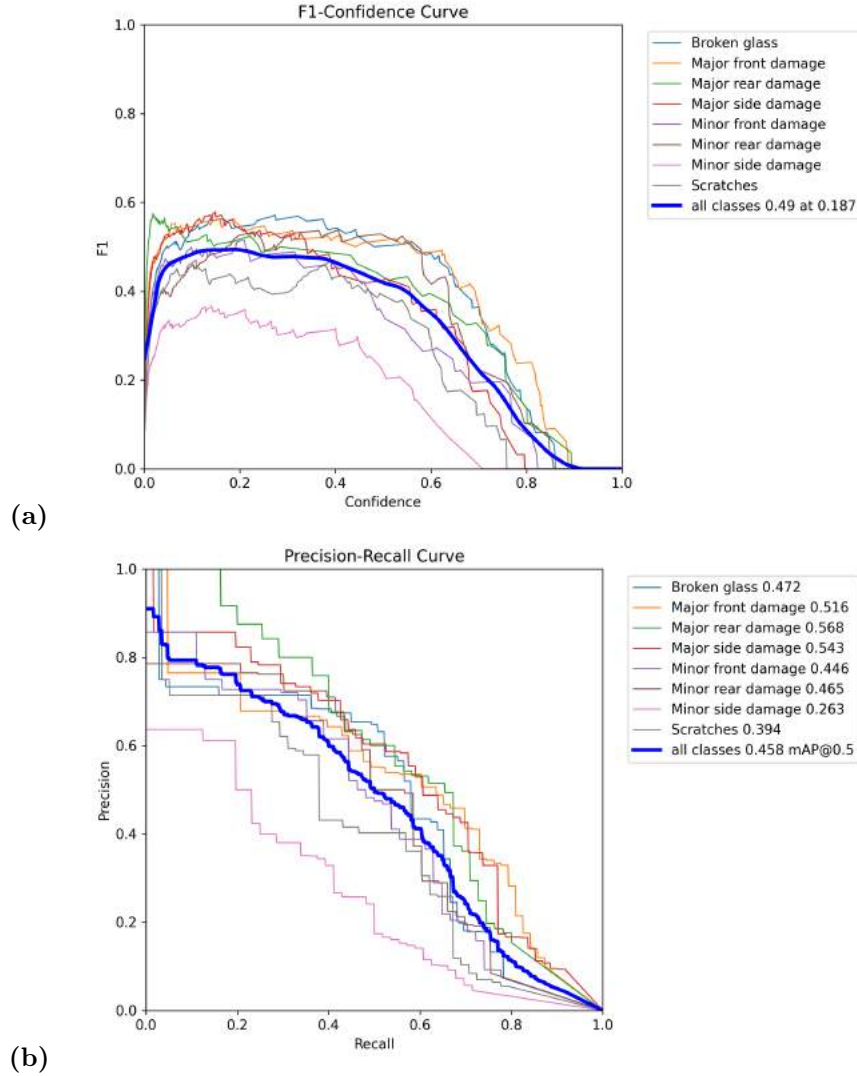 F1-Confidence Curve
1.0
0.8
0.6
0.4
0.2
0.0
F1
0.0 0.2 0.4 0.6 0.8 1.0
Confidence
Broken glass
Major front damage
Major rear damage
Major side damage
Minor front damage
Minor rear damage
Minor side damage
Scratches
all classes 0.49 at 0.187
(a)
Precision-Recall Curve
1.0
0.8
0.6
0.4
0.2
0.0
Precision
0.0 0.2 0.4 0.6 0.8 1.0
Recall
Broken glass 0.472
Major front damage 0.516
Major rear damage 0.568
Major side damage 0.543
Minor front damage 0.446
Minor rear damage 0.465
Minor side damage 0.263
Scratches 0.394
all classes 0.458 mAP@0.5
(b)